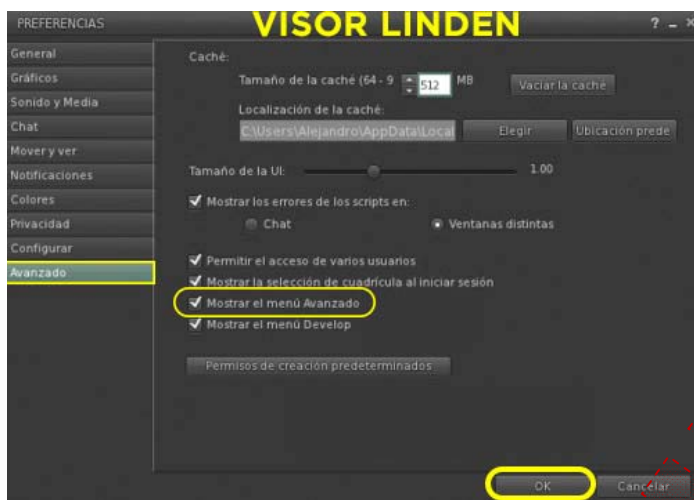 PREFERENCIAS
VISOR LINDEN
? - ×
General
Gráficos
Sonido y Media
Chat
Mover y ver
Notificaciones
Colores
Privacidad
Configurar
Avanzado
Caché:
Tamaño de la caché (64 - 9 512 MB Vaciar la caché
Localización de la caché:
C:\Users\Alejandro\AppData\Local Elegir Ubicación prede
Tamaño de la UI: 1.00
Mostrar los errores de los scripts en:
Chat Ventanas distintas
Permitir el acceso de varios usuarios
Mostrar la selección de cuadrícula al iniciar sesión
Mostrar el menú Avanzado
Mostrar el menú Develop
Permisos de creación predeterminados
OK Cancelar